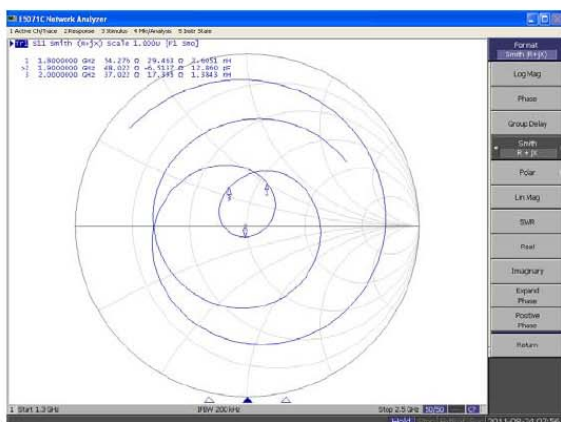 E5071C Network Analyzer
1 Active Ch/Trace 2 Response 3 Stimulus 4 Mkr/Analysis 5 Instr State
Tr1 S11 Smith (R+jX) Scale 1.000U [F1 Smo]
1 1.8000000 GHz 54.276 Ω 29.463 Ω 2.6051 nH
>2 1.9000000 GHz 48.022 Ω -6.5137 Ω 12.860 pF
3 2.0000000 GHz 37.022 Ω 17.395 Ω 1.3843 nH
Format
Smith (R+jX)
Log Mag
Phase
Group Delay
Smith
R + jX
Polar
Lin Mag
SWR
Real
Imaginary
Expand
Phase
Positive
Phase
Return
1 Start 1.3 GHz IFBW 200 kHz Stop 2.5 GHz